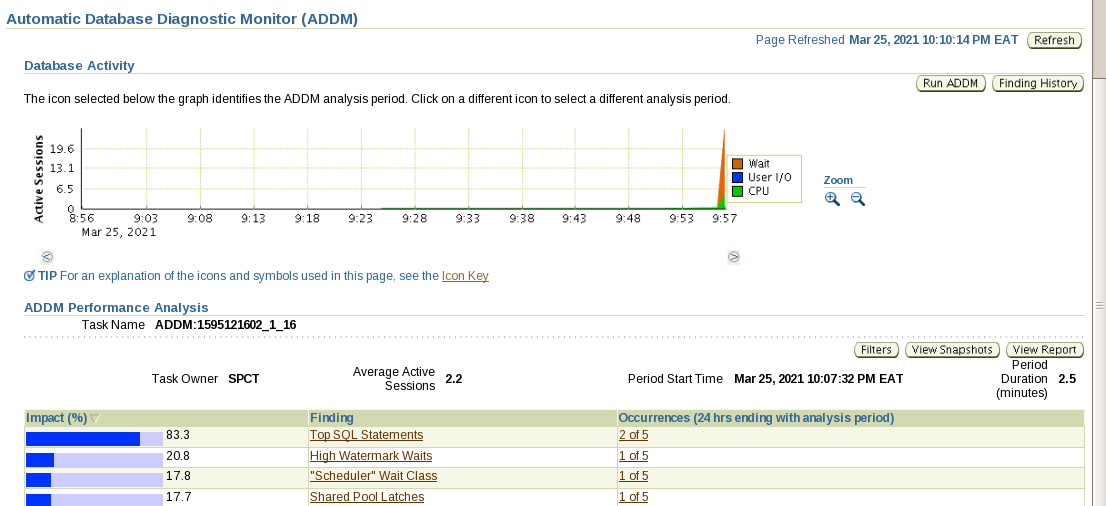 Automatic Database Diagnostic Monitor (ADDM)
Page Refreshed Mar 25, 2021 10:10:14 PM EAT Refresh
Database Activity
Run ADDM Finding History
The icon selected below the graph identifies the ADDM analysis period. Click on a different icon to select a different analysis period.
Active Sessions
19.6
13.1
6.5
0
8:56 9:03 9:08 9:13 9:18 9:23 9:28 9:33 9:38 9:43 9:48 9:53 9:57
Mar 25, 2021
Wait
User I/O
CPU
Zoom
TIP For an explanation of the icons and symbols used in this page, see the Icon Key
ADDM Performance Analysis
Task Name ADDM:1595121602_1_16
Filters View Snapshots View Report
Task Owner SPCT
Average Active
Sessions 2.2
Period Start Time Mar 25, 2021 10:07:32 PM EAT
Period
Duration 2.5
(minutes)
Impact (%) Finding Occurrences (24 hrs ending with analysis period)
83.3 Top SQL Statements 2 of 5
20.8 High Watermark Waits 1 of 5
17.8 "Scheduler" Wait Class 1 of 5
17.7 Shared Pool Latches 1 of 5